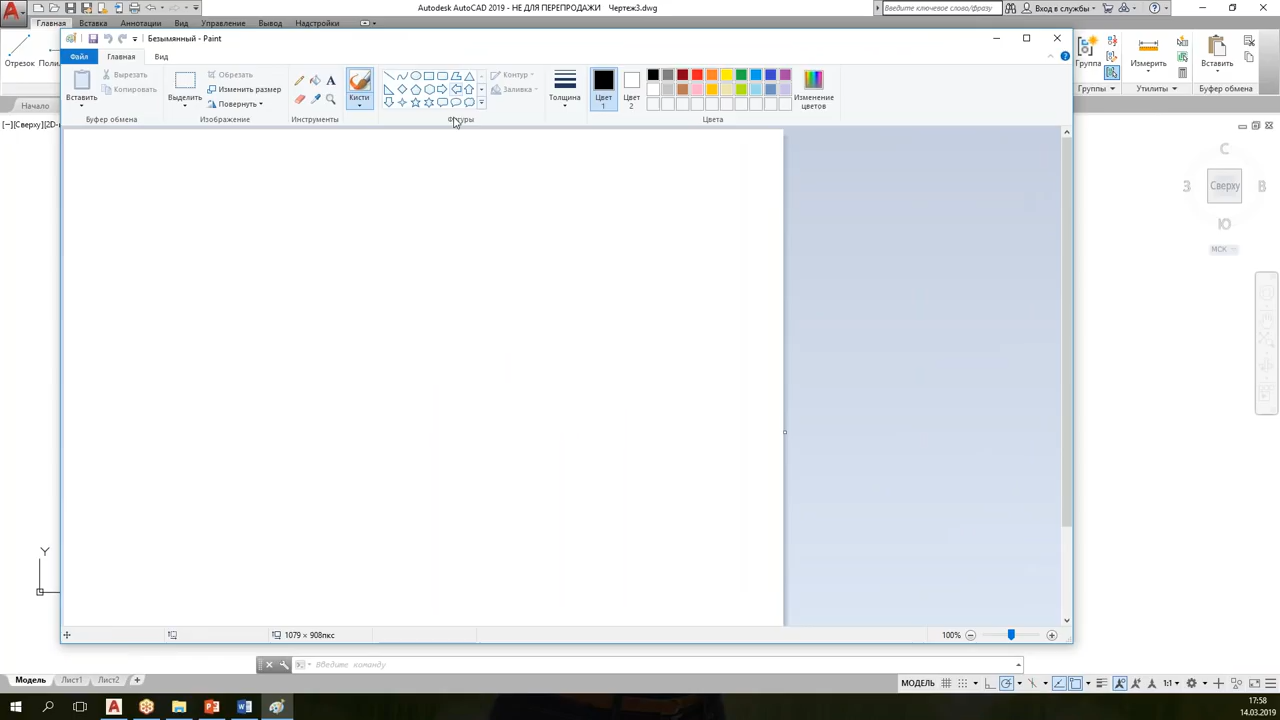 Autodesk AutoCAD 2019 - НЕ ДЛЯ ПЕРЕПРОДАЖИ Чертеж3.dwg
Введите ключевое слово/фразу
Вход в службы
Главная Вставка Аннотации Вид Управление Вывод Надстройки
Безымянный - Paint
Файл Главная Вид
Отрезок
Вставить
Вырезать
Копировать
Буфер обмена
Выделить
Обрезать
Изменить размер
Повернуть
Изображение
A
Инструменты
Кисти
Контур
Заливка
Фигуры
Толщина
Цвет 1
Цвет 2
Изменение цветов
Цвета
Группа
Группы
Измерить
Утилиты
Вставить
Буфер обмена
Начало
[−][Сверху]
С
З Сверху В
Ю
МСК
Y
1079 × 908пкс
100%
Введите команду
Модель Лист1 Лист2 +
МОДЕЛЬ
1:1
17:58
14.03.2019